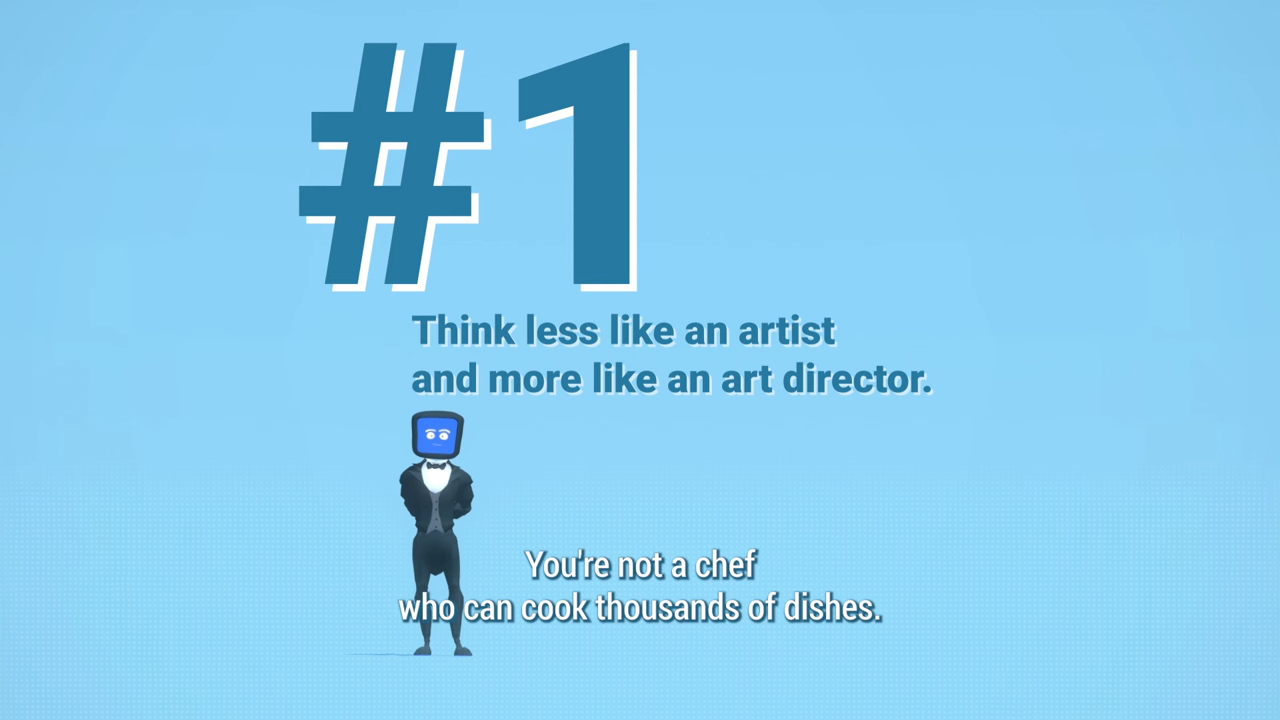 #1
Think less like an artist
and more like an art director.
You're not a chef
who can cook thousands of dishes.